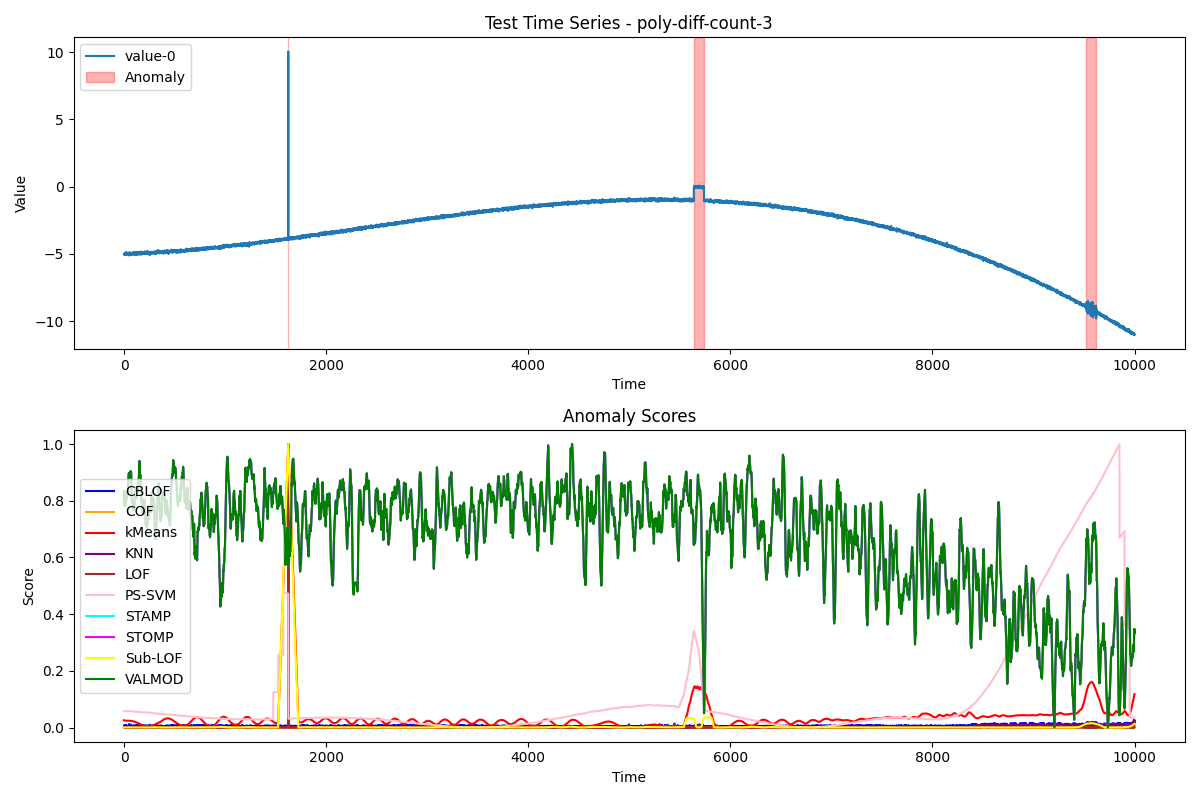 Test Time Series - poly-diff-count-3
10
5
0
−5
−10
Value
value-0
Anomaly
0
2000
4000
6000
8000
10000
Time
Anomaly Scores
1.0
0.8
0.6
0.4
0.2
0.0
Score
CBLOF
COF
kMeans
KNN
LOF
PS-SVM
STAMP
STOMP
Sub-LOF
VALMOD
0
2000
4000
6000
8000
10000
Time